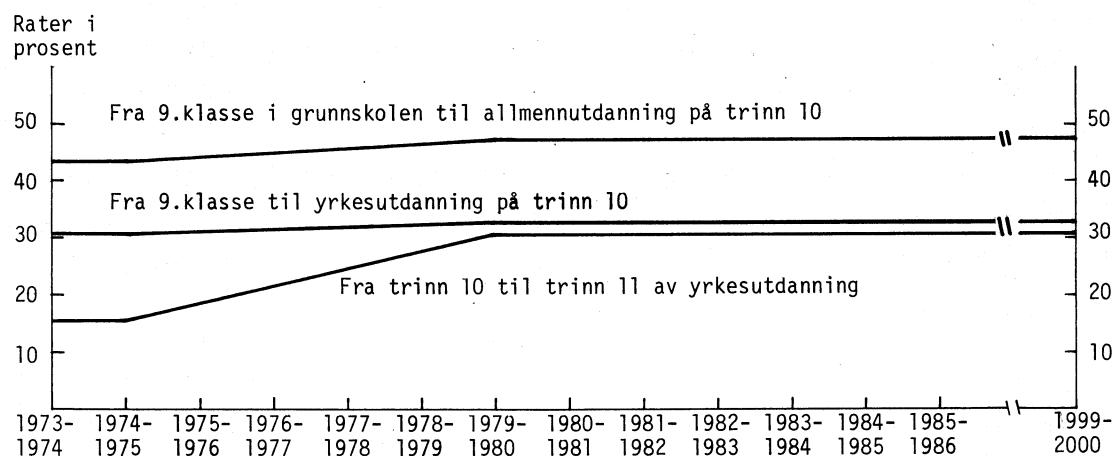 Rater i
prosent
Fra 9.klasse i grunnskolen til allmennutdanning på trinn 10
50 50
40 40
Fra 9.klasse til yrkesutdanning på trinn 10
30 30
Fra trinn 10 til trinn 11 av yrkesutdanning
20 20
10 10
1973- 1974- 1975- 1976- 1977- 1978- 1979- 1980- 1981- 1982- 1983- 1984- 1985- 1999-
1974 1975 1976 1977 1978 1979 1980 1981 1982 1983 1984 1985 1986 2000